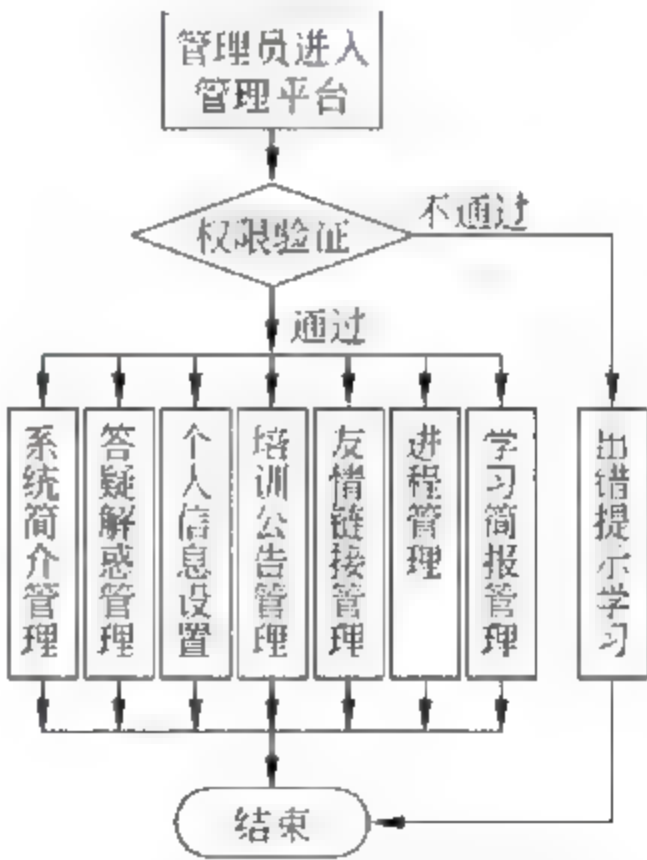 管理员进入
管理平台
权限验证
不通过
通过
系统简介管理
答疑解惑管理
个人信息设置
培训公告管理
友情链接管理
进程管理
学习简报管理
出错提示学习
结束